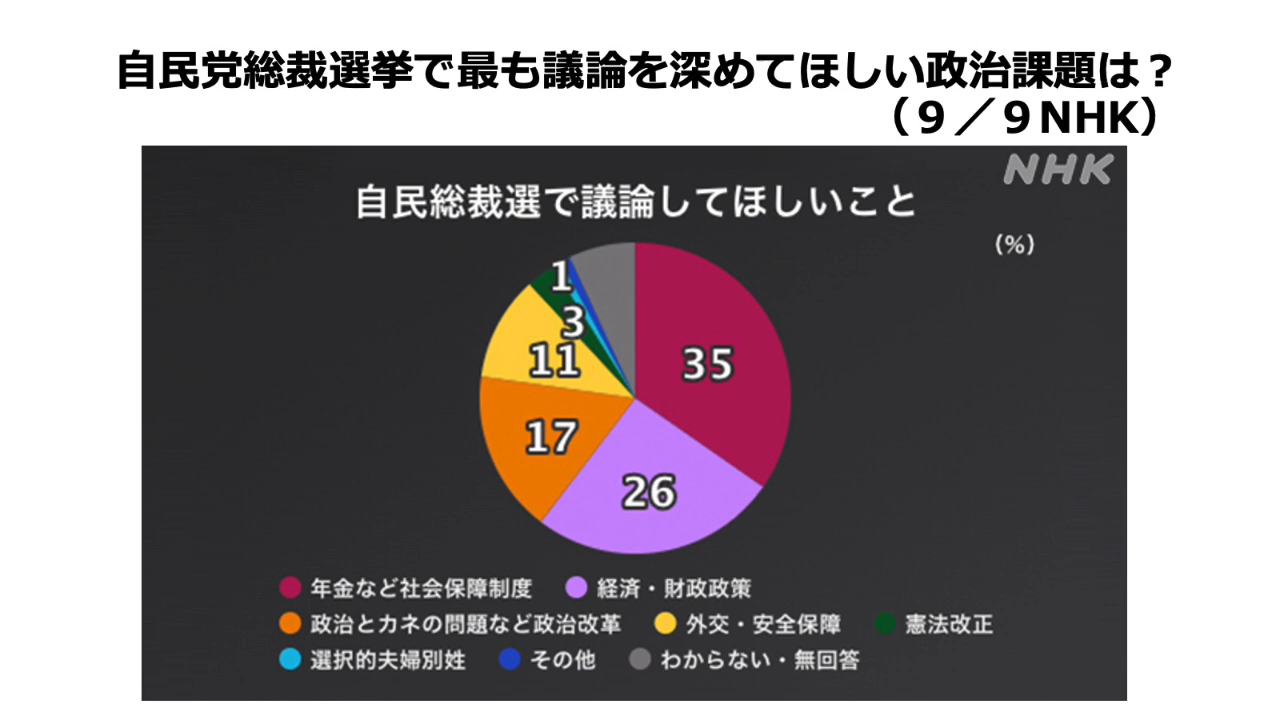 自民党総裁選挙で最も議論を深めてほしい政治課題は？
（９／９NHK）
NHK
自民総裁選で議論してほしいこと
(%)
1
3
11
35
17
26
年金など社会保障制度 経済・財政政策
政治とカネの問題など政治改革 外交・安全保障 憲法改正
選択的夫婦別姓 その他 わからない・無回答